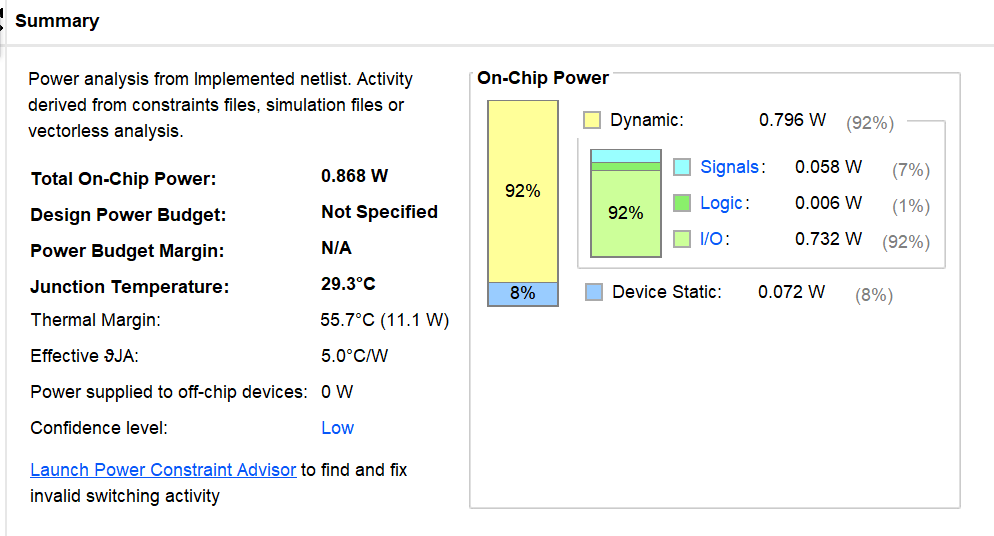 Summary
Power analysis from Implemented netlist. Activity
derived from constraints files, simulation files or
vectorless analysis.
Total On-Chip Power: 0.868 W
Design Power Budget: Not Specified
Power Budget Margin: N/A
Junction Temperature: 29.3°C
Thermal Margin: 55.7°C (11.1 W)
Effective ϑJA: 5.0°C/W
Power supplied to off-chip devices: 0 W
Confidence level: Low
Launch Power Constraint Advisor to find and fix
invalid switching activity
On-Chip Power
92%
8%
Dynamic: 0.796 W (92%)
92%
Signals: 0.058 W (7%)
Logic: 0.006 W (1%)
I/O: 0.732 W (92%)
Device Static: 0.072 W (8%)